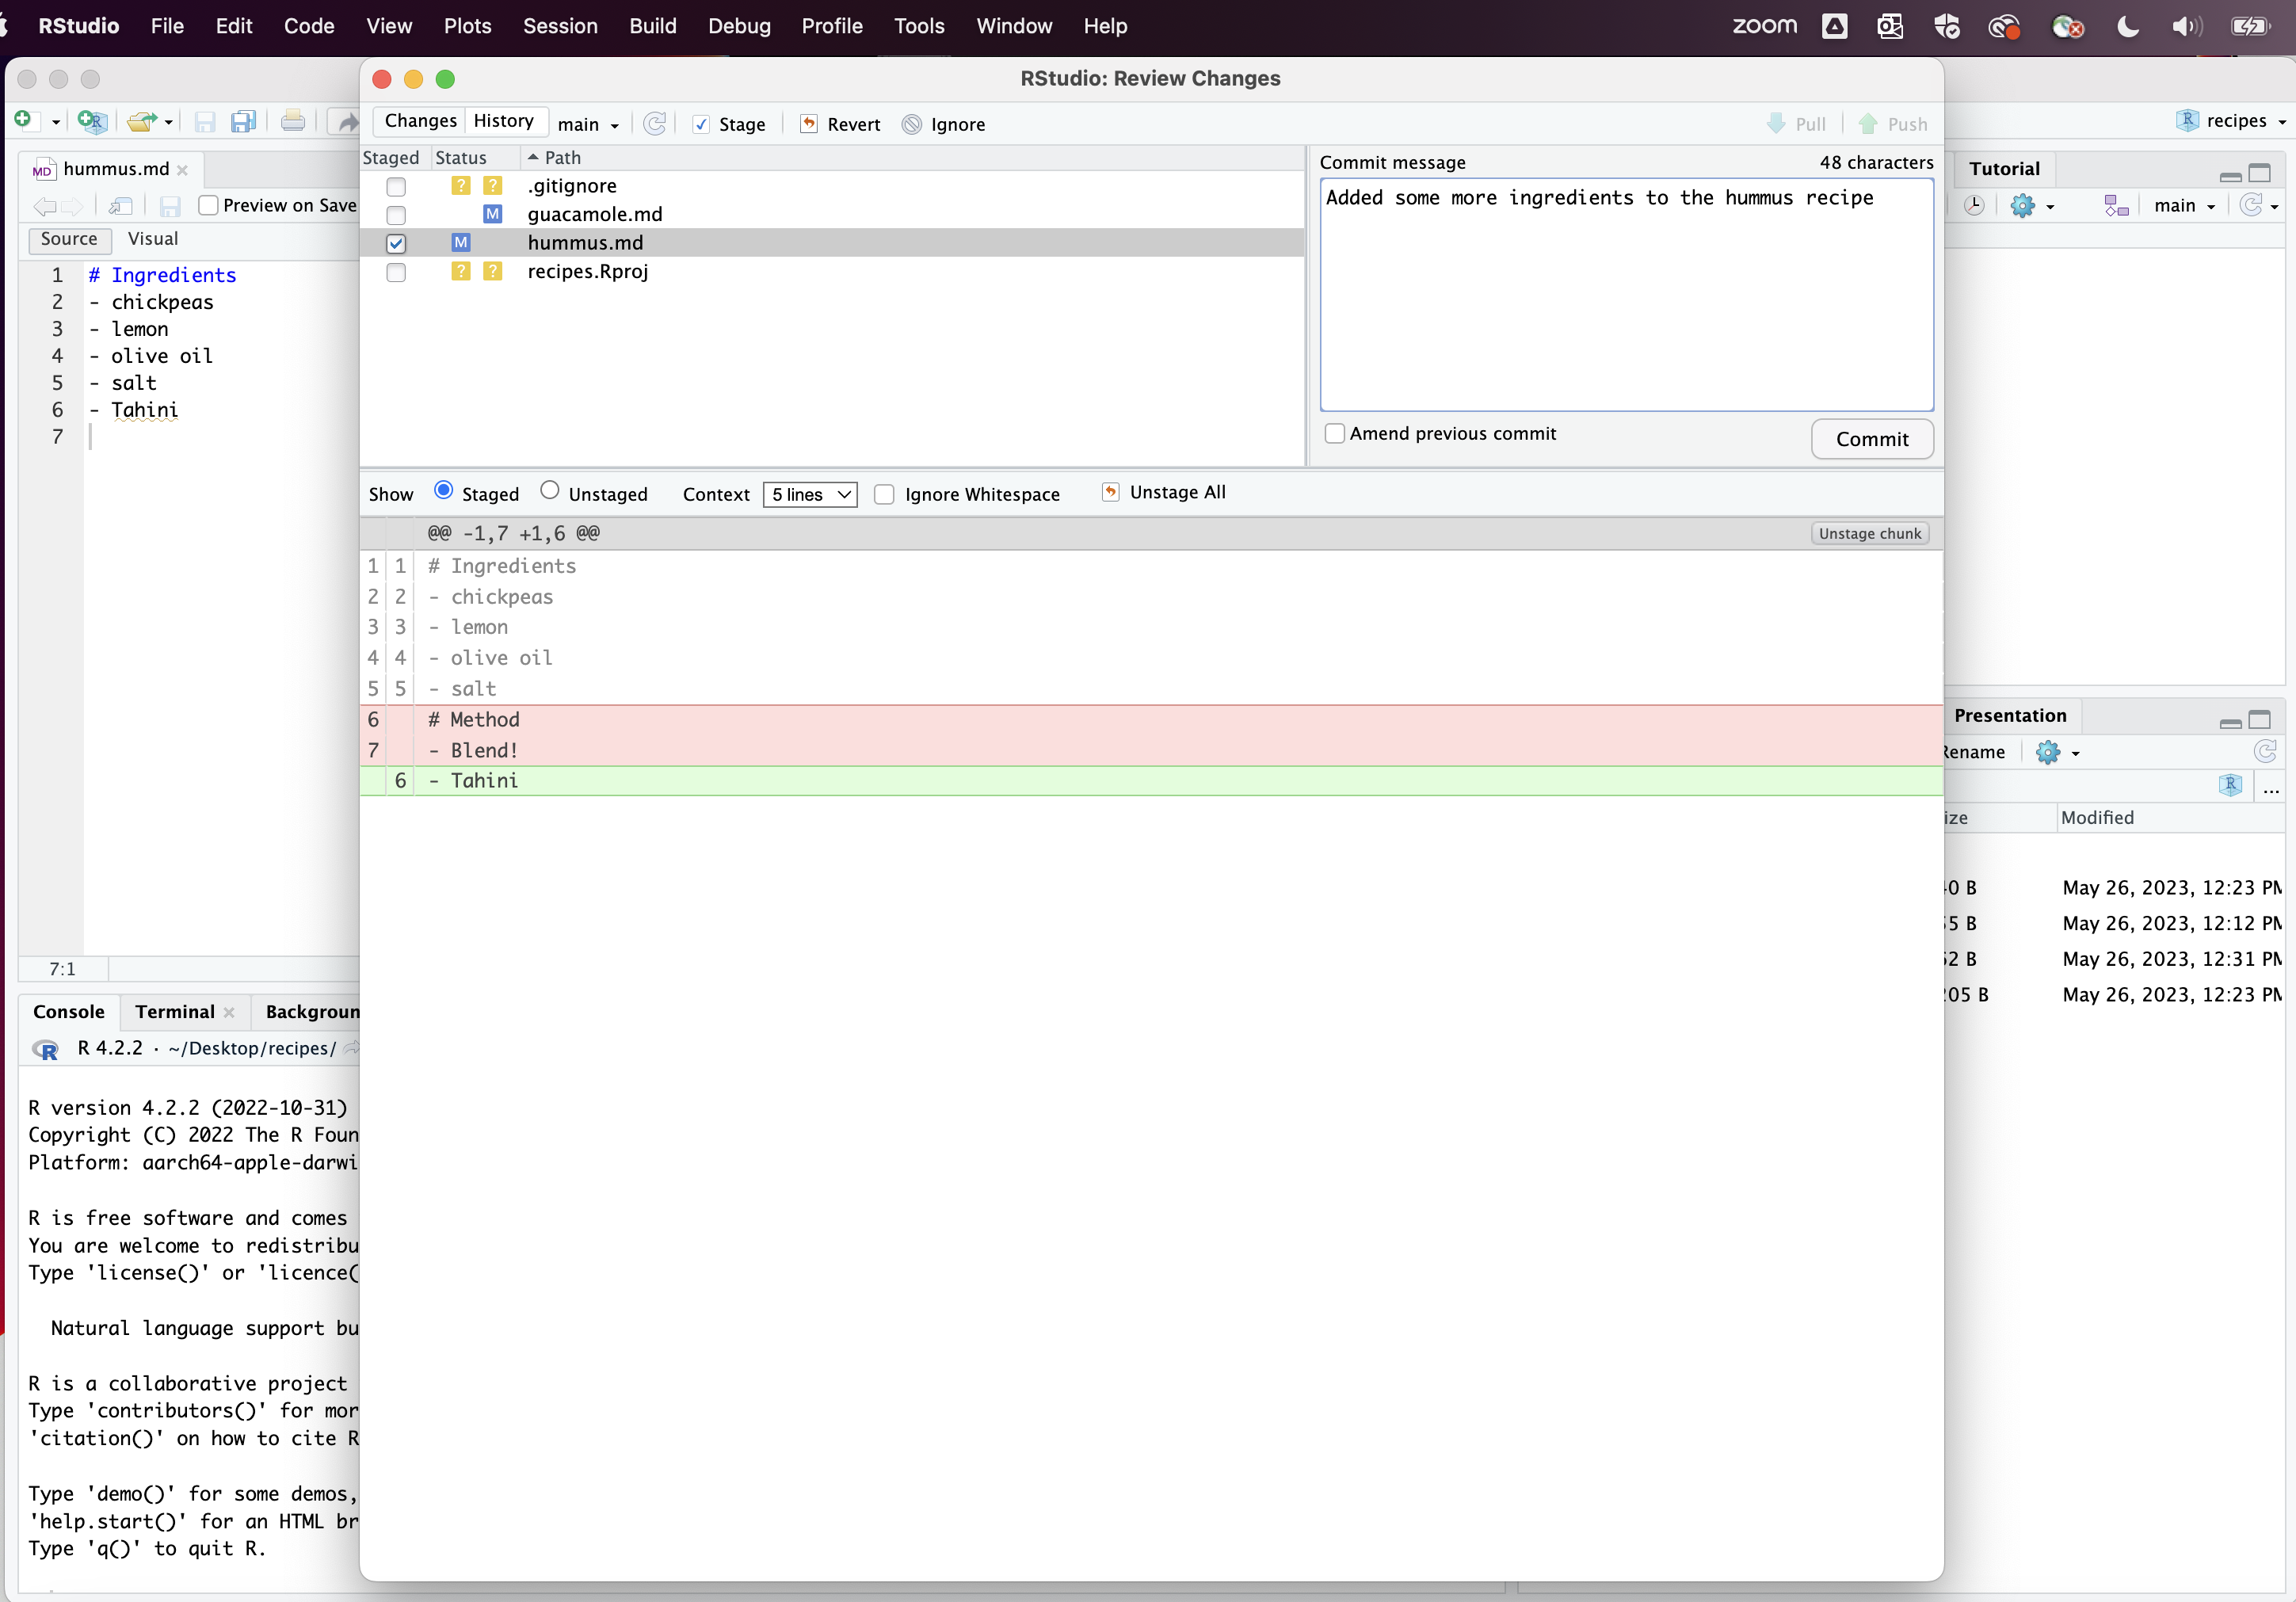 RStudio File Edit Code View Plots Session Build Debug Profile Tools Window Help zoom
RStudio: Review Changes
Changes History main Stage Revert Ignore Pull Push
recipes
Staged Status Path
.gitignore
guacamole.md
M
hummus.md
M
recipes.Rproj
? ?
? ?
Commit message 48 characters
Added some more ingredients to the hummus recipe
Amend previous commit Commit
Show Staged Unstaged Context 5 lines Ignore Whitespace Unstage All
@@ -1,7 +1,6 @@ Unstage chunk
1 1 # Ingredients
2 2 - chickpeas
3 3 - lemon
4 4 - olive oil
5 5 - salt
6 # Method
7 - Blend!
6 - Tahini
MD hummus.md
Preview on Save
Source Visual
1 # Ingredients
2 - chickpeas
3 - lemon
4 - olive oil
5 - salt
6 - Tahini
7
7:1
Console Terminal Backgroun
R 4.2.2 · ~/Desktop/recipes/
R version 4.2.2 (2022-10-31)
Copyright (C) 2022 The R Foun
Platform: aarch64-apple-darwi
R is free software and comes
You are welcome to redistribu
Type 'license()' or 'licence(
Natural language support bu
R is a collaborative project
Type 'contributors()' for mor
'citation()' on how to cite R
Type 'demo()' for some demos,
'help.start()' for an HTML br
Type 'q()' to quit R.
Tutorial
main
Presentation
Rename
...
ize Modified
0 B May 26, 2023, 12:23 PM
5 B May 26, 2023, 12:12 PM
2 B May 26, 2023, 12:31 PM
205 B May 26, 2023, 12:23 PM